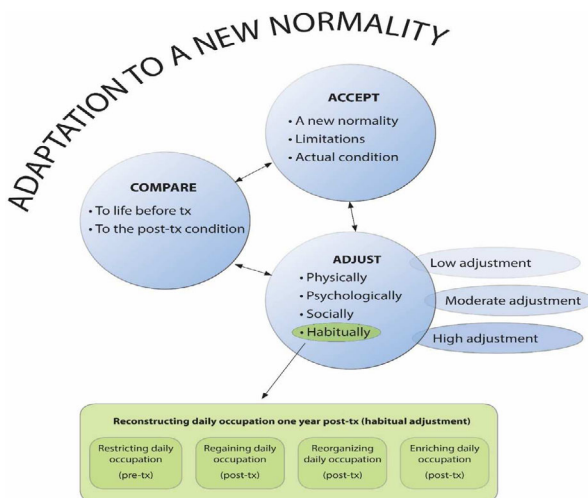 ADAPTATION TO A NEW NORMALITY
ACCEPT
• A new normality
• Limitations
• Actual condition
COMPARE
• To life before tx
• To the post-tx condition
ADJUST
• Physically
• Psychologically
• Socially
• Habitually
Low adjustment
Moderate adjustment
High adjustment
Reconstructing daily occupation one year post-tx (habitual adjustment)
Restricting daily
occupation
(pre-tx)
Regaining daily
occupation
(post-tx)
Reorganizing
daily occupation
(post-tx)
Enriching daily
occupation
(post-tx)